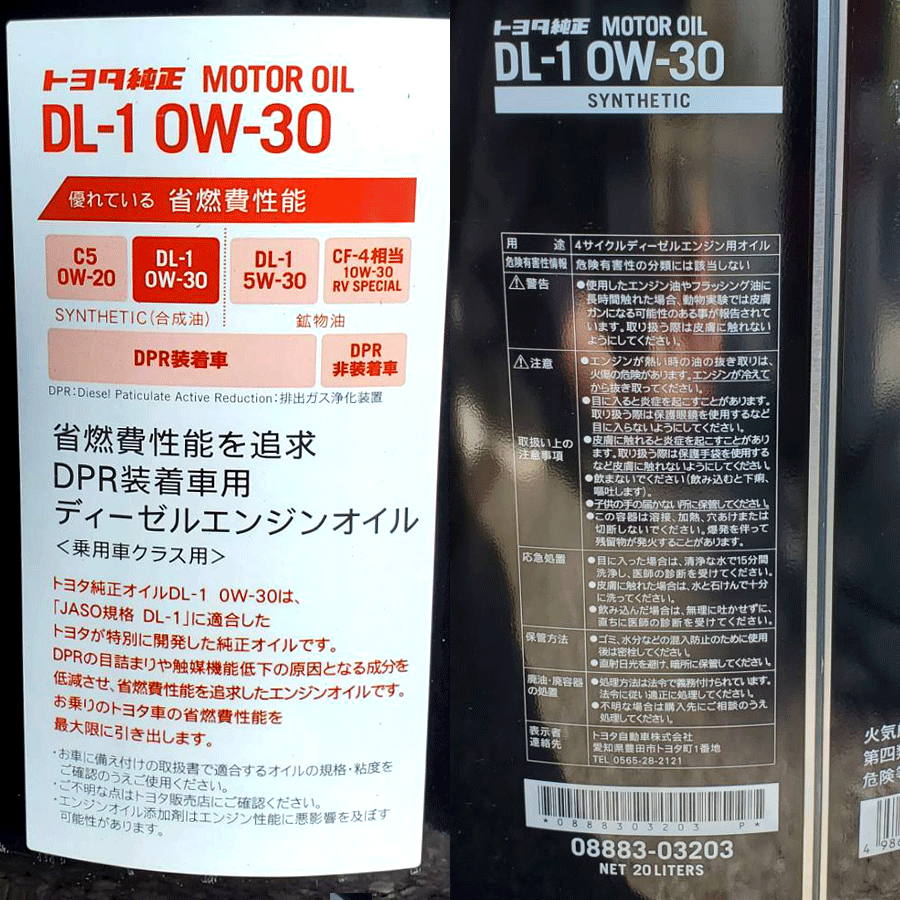 トヨタ純正 MOTOR OIL
DL-1 0W-30
優れている 省燃費性能
C5
0W-20
DL-1
0W-30
DL-1
5W-30
CF-4相当
10W-30
RV SPECIAL
SYNTHETIC(合成油)
鉱物油
DPR装着車
DPR
非装着車
DPR:Diesel Paticulate Active Reduction:排出ガス浄化装置
省燃費性能を追求
DPR装着車用
ディーゼルエンジンオイル
<乗用車クラス用>
トヨタ純正オイルDL-1 0W-30は、
「JASO規格 DL-1」に適合した
トヨタが特別に開発した純正オイルです。
DPRの目詰まりや触媒機能低下の原因となる成分を
低減させ、省燃費性能を追求したエンジンオイルです。
お乗りのトヨタ車の省燃費性能を
最大限に引き出します。
・お車に備え付けの取扱書で適合するオイルの規格・粘度を
ご確認のうえご使用ください。
・ご不明な点はトヨタ販売店にご確認ください。
・エンジンオイル添加剤はエンジン性能に悪影響を及ぼす
可能性があります。
トヨタ純正 MOTOR OIL
DL-1 0W-30
SYNTHETIC
用途 4サイクルディーゼルエンジン用オイル
危険有害性情報 危険有害性の分類には該当しない
⚠警告 ●使用したエンジン油やフラッシング油に
長時間触れた場合、動物実験では皮膚
ガンになる可能性のある事が報告されて
います。取り扱う際は皮膚に触れない
ようにしてください。
⚠注意 ●エンジンが熱い時の油の抜き取りは、
火傷の危険があります。エンジンが冷えて
から抜き取ってください。
●目に入ると炎症を起こすことがあります。
取り扱う際は保護眼鏡を使用するなど
目に入らないようにしてください。
取扱い上の
注意事項
●皮膚に触れると炎症を起こすことがあり
ます。取り扱う際は保護手袋を使用する
など皮膚に触れないようにしてください。
●飲まないでください(飲み込むと下痢、
嘔吐します)。
●子供の手の届かない所に保管してください。
●この容器は溶接、加熱、穴あけまたは
切断しないでください。爆発を伴って
残留物が発火することがあります。
応急処置 ●目に入った場合は、清浄な水で15分間
洗浄し、医師の診断を受けてください。
●皮膚に触れた場合は、水と石けんで十分
に洗ってください。
●飲み込んだ場合は、無理に吐かせずに、
直ちに医師の診断を受けてください。
保管方法 ●ゴミ、水分などの混入防止のために使用
後は密栓してください。
●直射日光を避け、暗所に保管してください。
廃油・廃容器
の処置
●処理方法は法令で義務付けられています。
法令に従い適正に処理してください。
●不明な場合は購入先にご相談のうえ
処理してください。
表示者
連絡先
トヨタ自動車株式会社
愛知県豊田市トヨタ町1番地
TEL 0565-28-2121
*0888303203 P*
08883-03203
NET 20LITERS
火気
第四
危険
4 986